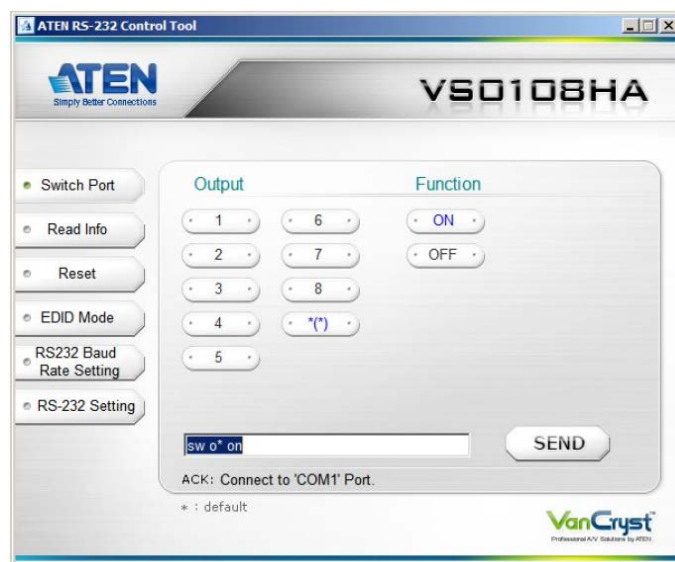 ATEN RS-232 Control Tool
ATEN
Simply Better Connections
VS0108HA
Switch Port
Read Info
Reset
EDID Mode
RS232 Baud
Rate Setting
RS-232 Setting
Output
Function
1
6
ON
2
7
OFF
3
8
4
*(*)
5
sw o* on
SEND
ACK: Connect to 'COM1' Port.
* : default
VanCryst™
Professional A/V Solutions by ATEN